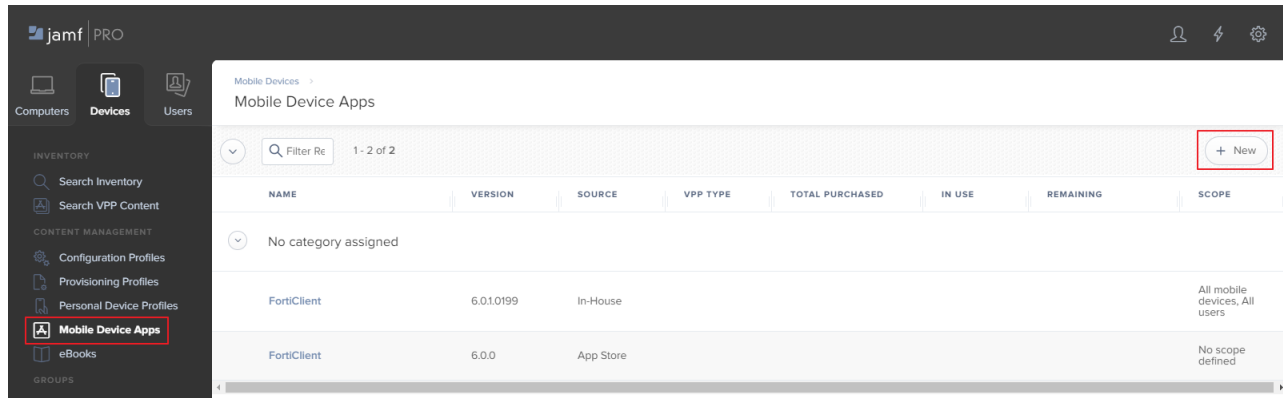 jamf PRO
Computers
Devices
Users
INVENTORY
Search Inventory
Search VPP Content
CONTENT MANAGEMENT
Configuration Profiles
Provisioning Profiles
Personal Device Profiles
Mobile Device Apps
eBooks
GROUPS
Mobile Devices
Mobile Device Apps
Filter Re
1 - 2 of 2
+ New
NAME VERSION SOURCE VPP TYPE TOTAL PURCHASED IN USE REMAINING SCOPE
No category assigned
FortiClient 6.0.1.0199 In-House All mobile
devices, All
users
FortiClient 6.0.0 App Store No scope
defined